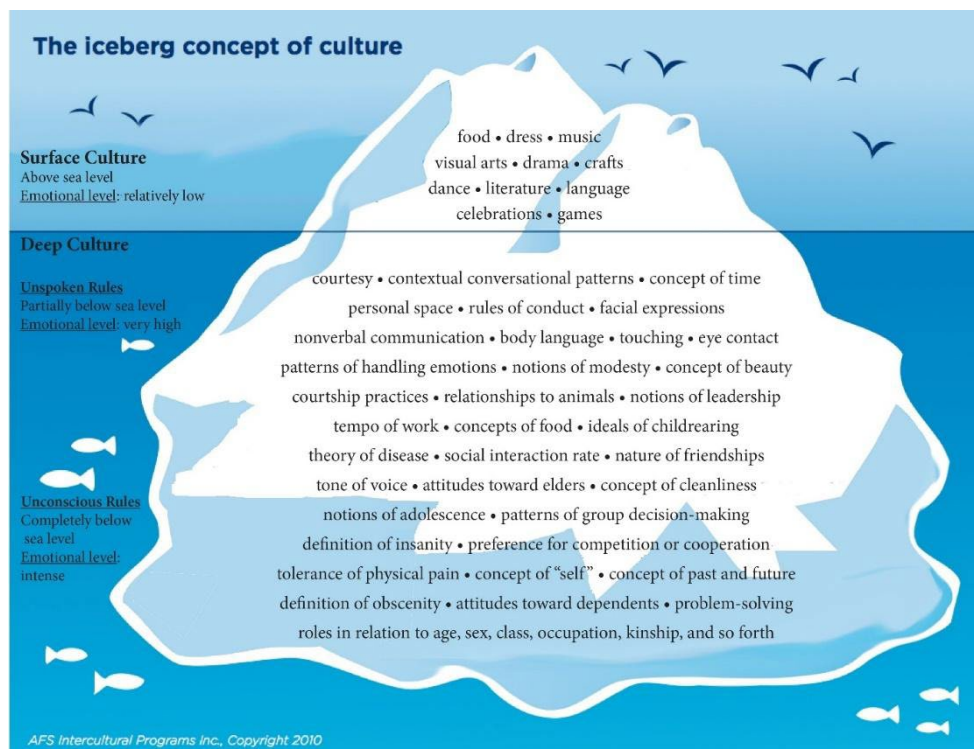 The iceberg concept of culture
Surface Culture
Above sea level
Emotional level: relatively low
food • dress • music
visual arts • drama • crafts
dance • literature • language
celebrations • games
Deep Culture
Unspoken Rules
Partially below sea level
Emotional level: very high
courtesy • contextual conversational patterns • concept of time
personal space • rules of conduct • facial expressions
nonverbal communication • body language • touching • eye contact
patterns of handling emotions • notions of modesty • concept of beauty
courtship practices • relationships to animals • notions of leadership
tempo of work • concepts of food • ideals of childrearing
theory of disease • social interaction rate • nature of friendships
tone of voice • attitudes toward elders • concept of cleanliness
notions of adolescence • patterns of group decision-making
definition of insanity • preference for competition or cooperation
tolerance of physical pain • concept of “self” • concept of past and future
definition of obscenity • attitudes toward dependents • problem-solving
roles in relation to age, sex, class, occupation, kinship, and so forth
Unconscious Rules
Completely below
sea level
Emotional level:
intense
AFS Intercultural Programs Inc., Copyright 2010